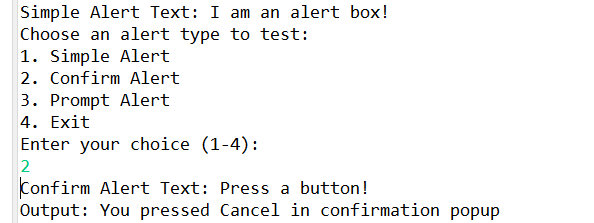 Simple Alert Text: I am an alert box!
Choose an alert type to test:
1. Simple Alert
2. Confirm Alert
3. Prompt Alert
4. Exit
Enter your choice (1-4):
2
Confirm Alert Text: Press a button!
Output: You pressed Cancel in confirmation popup